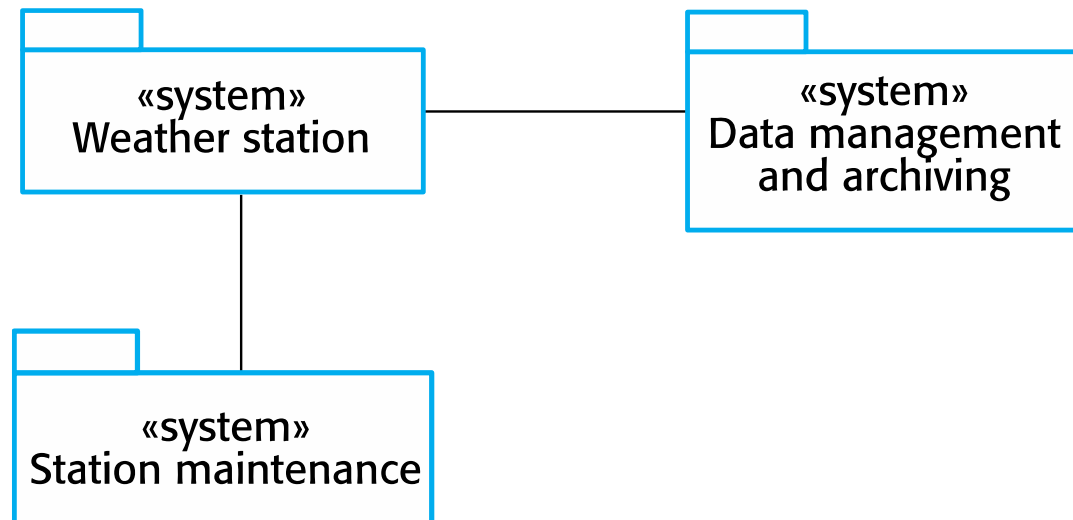 «system»
Weather station
«system»
Data management
and archiving
«system»
Station maintenance